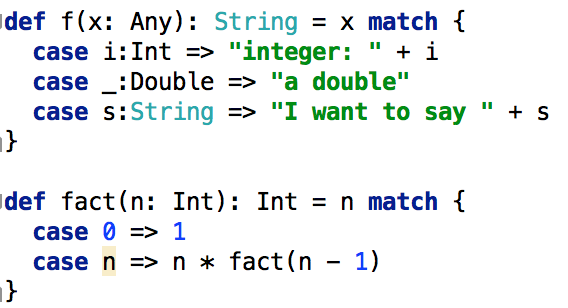 def f(x: Any): String = x match {
  case i:Int => "integer: " + i
  case _:Double => "a double"
  case s:String => "I want to say " + s
}
def fact(n: Int): Int = n match {
  case 0 => 1
  case n => n * fact(n - 1)
}